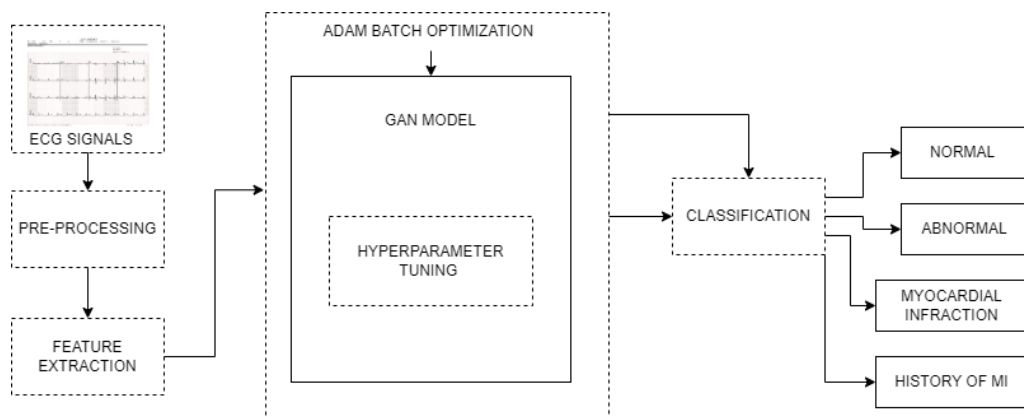 ECG SIGNALS
PRE-PROCESSING
FEATURE
EXTRACTION
ADAM BATCH OPTIMIZATION
GAN MODEL
HYPERPARAMETER
TUNING
CLASSIFICATION
NORMAL
ABNORMAL
MYOCARDIAL
INFRACTION
HISTORY OF MI